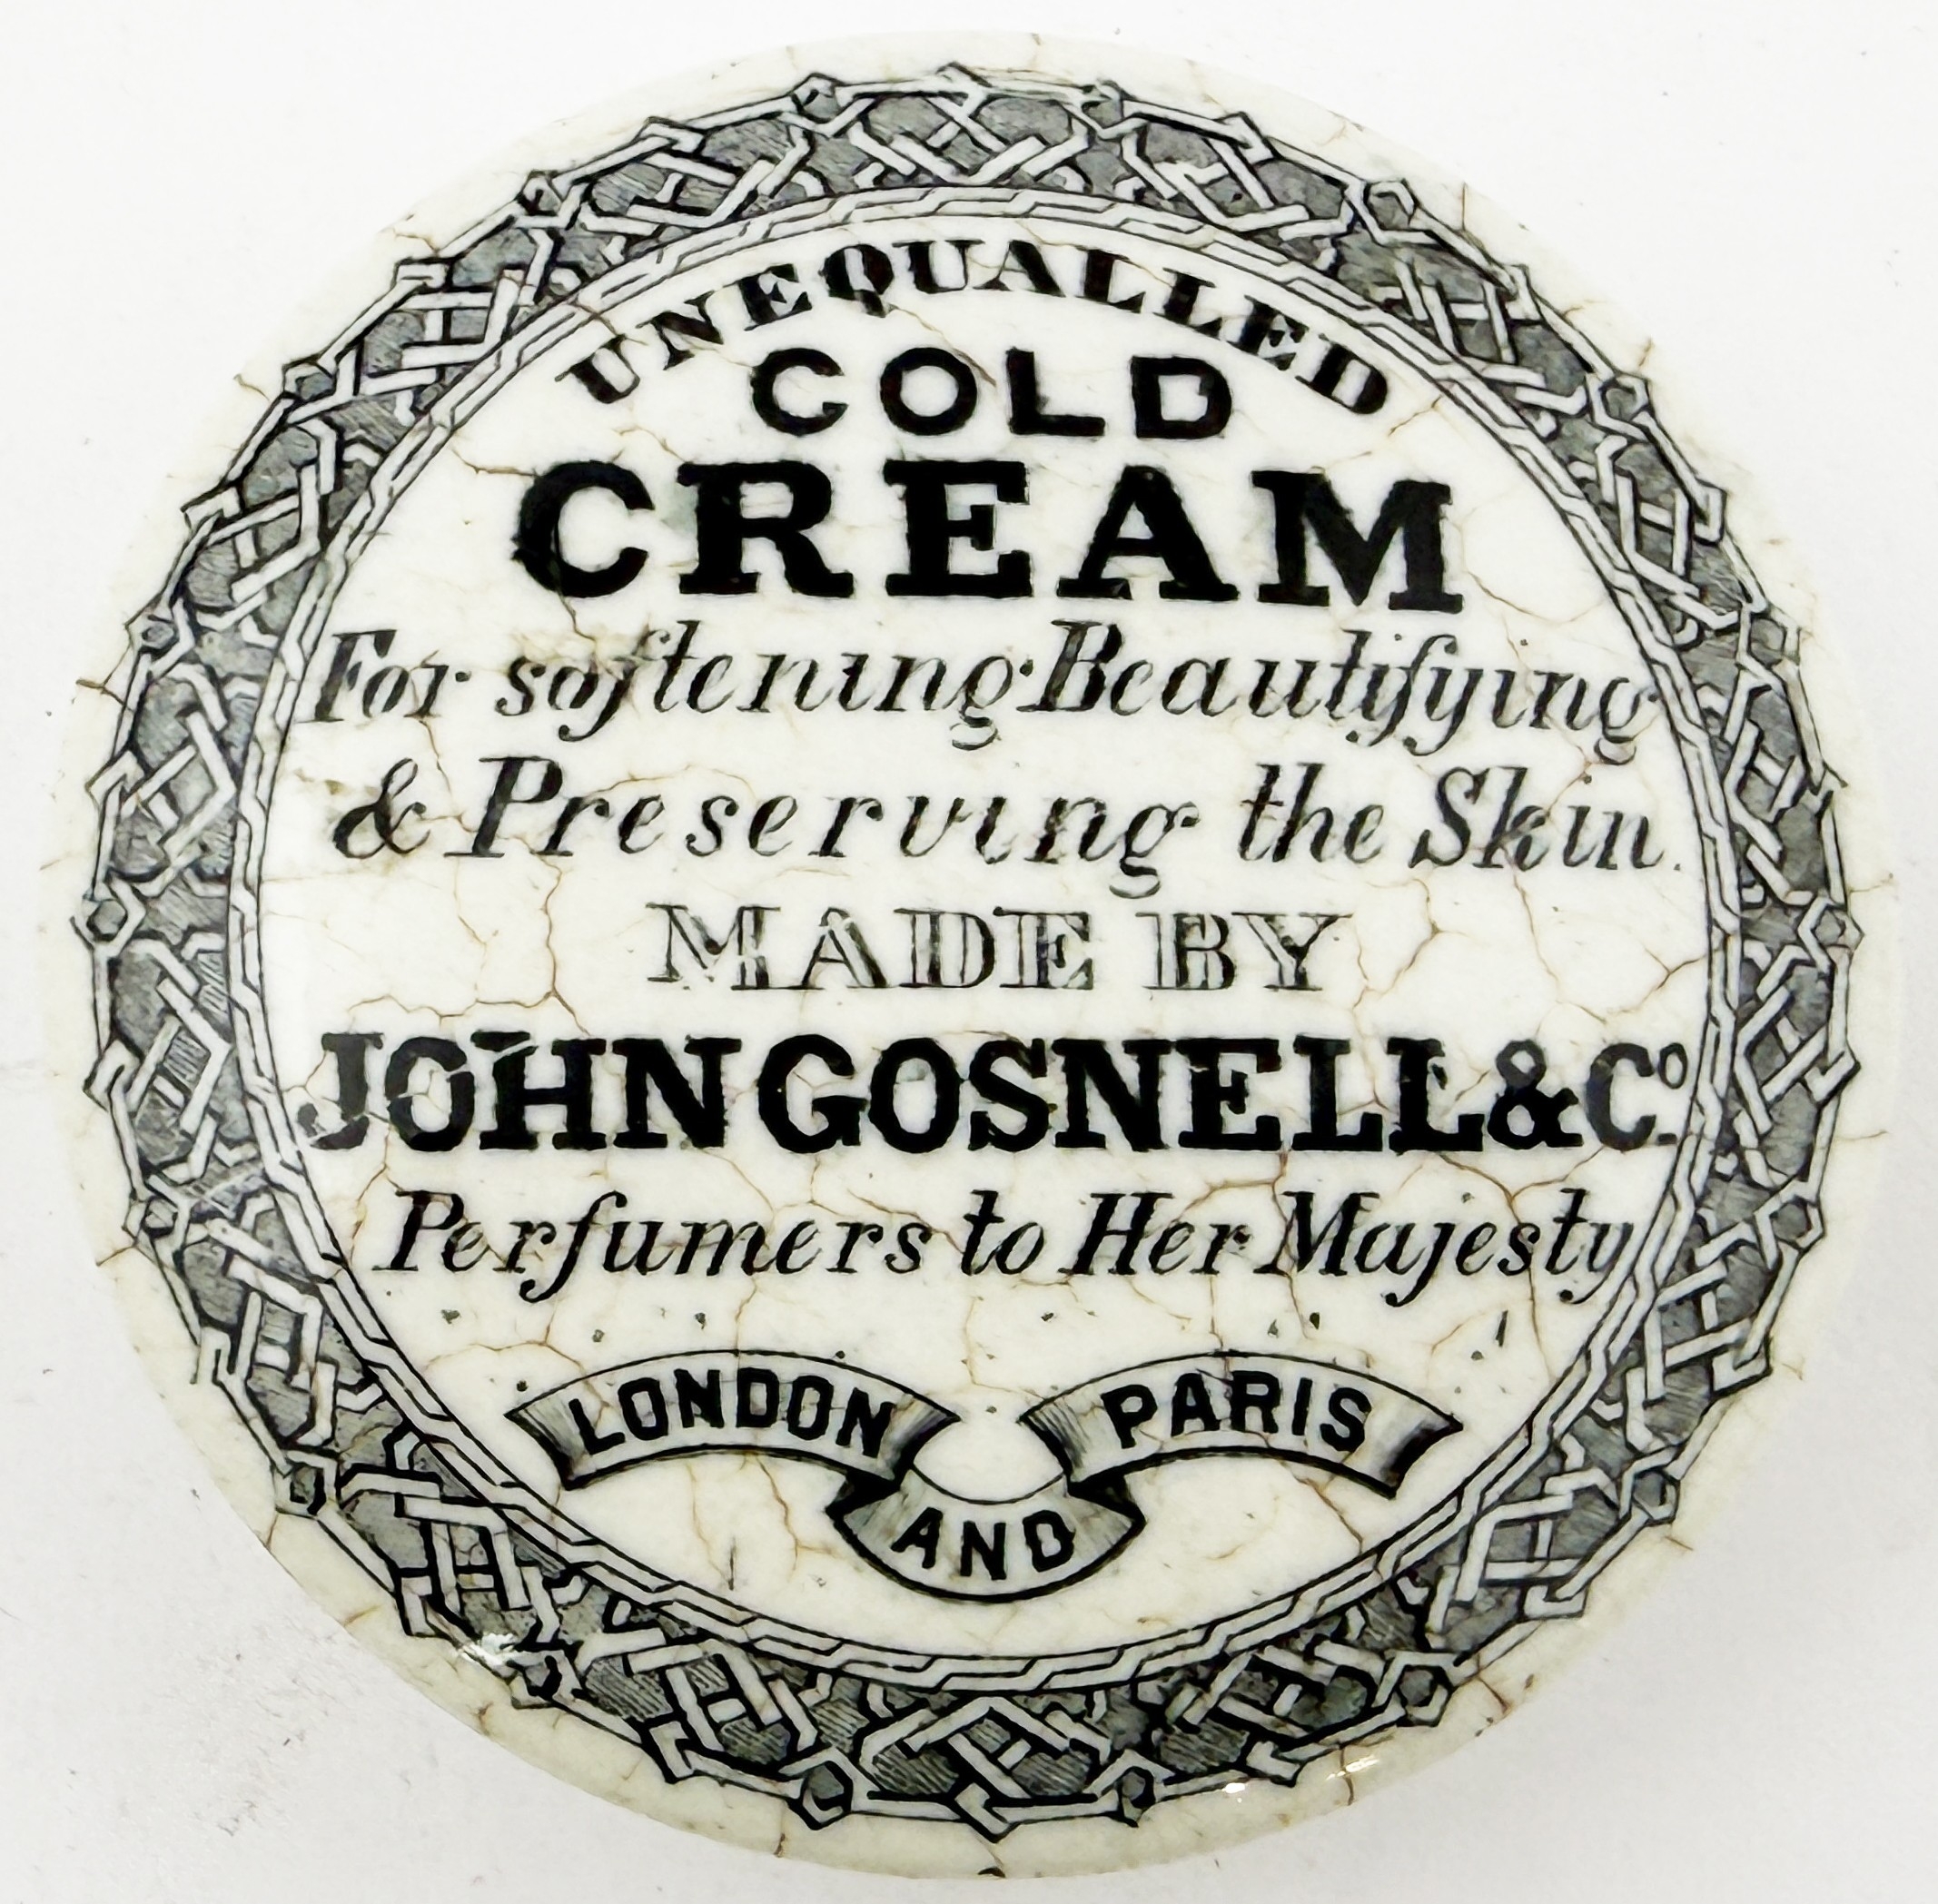 UNEQUALLED
COLD
CREAM
For softening Beautifying
& Preserving the Skin.
MADE BY
JOHN GOSNELL & Co.
Perfumers to Her Majesty
LONDON AND PARIS